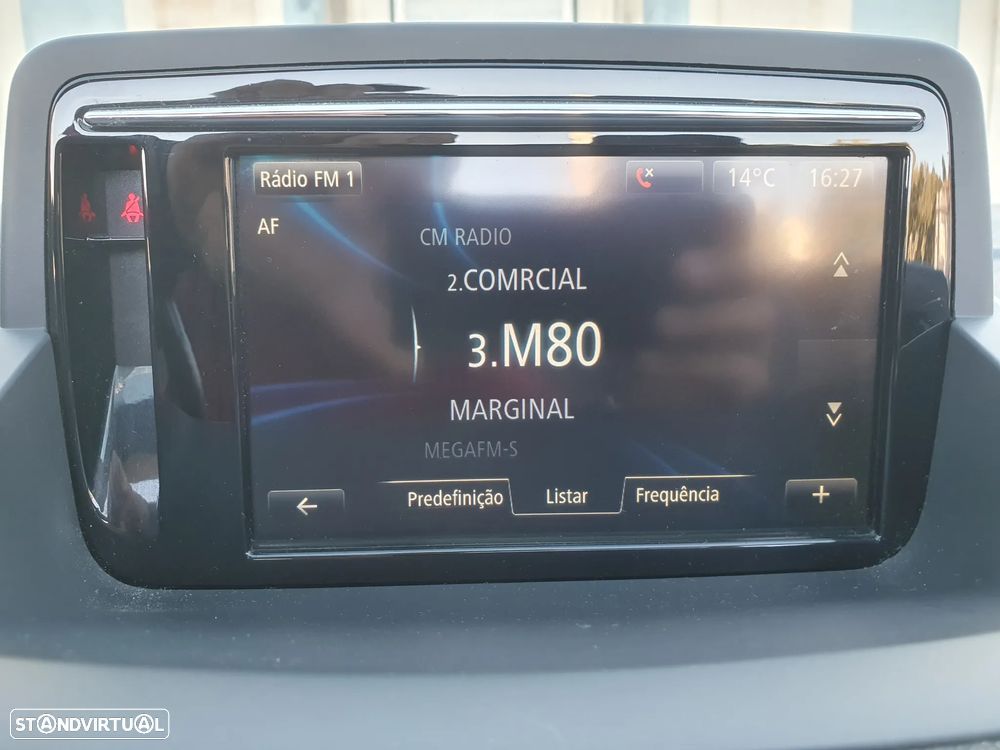 Rádio FM 1
14°C 16:27
AF
CM RADIO
2.COMRCIAL
3.M80
MARGINAL
MEGAFM-S
Predefinição Listar Frequência
+
STANDVIRTUAL